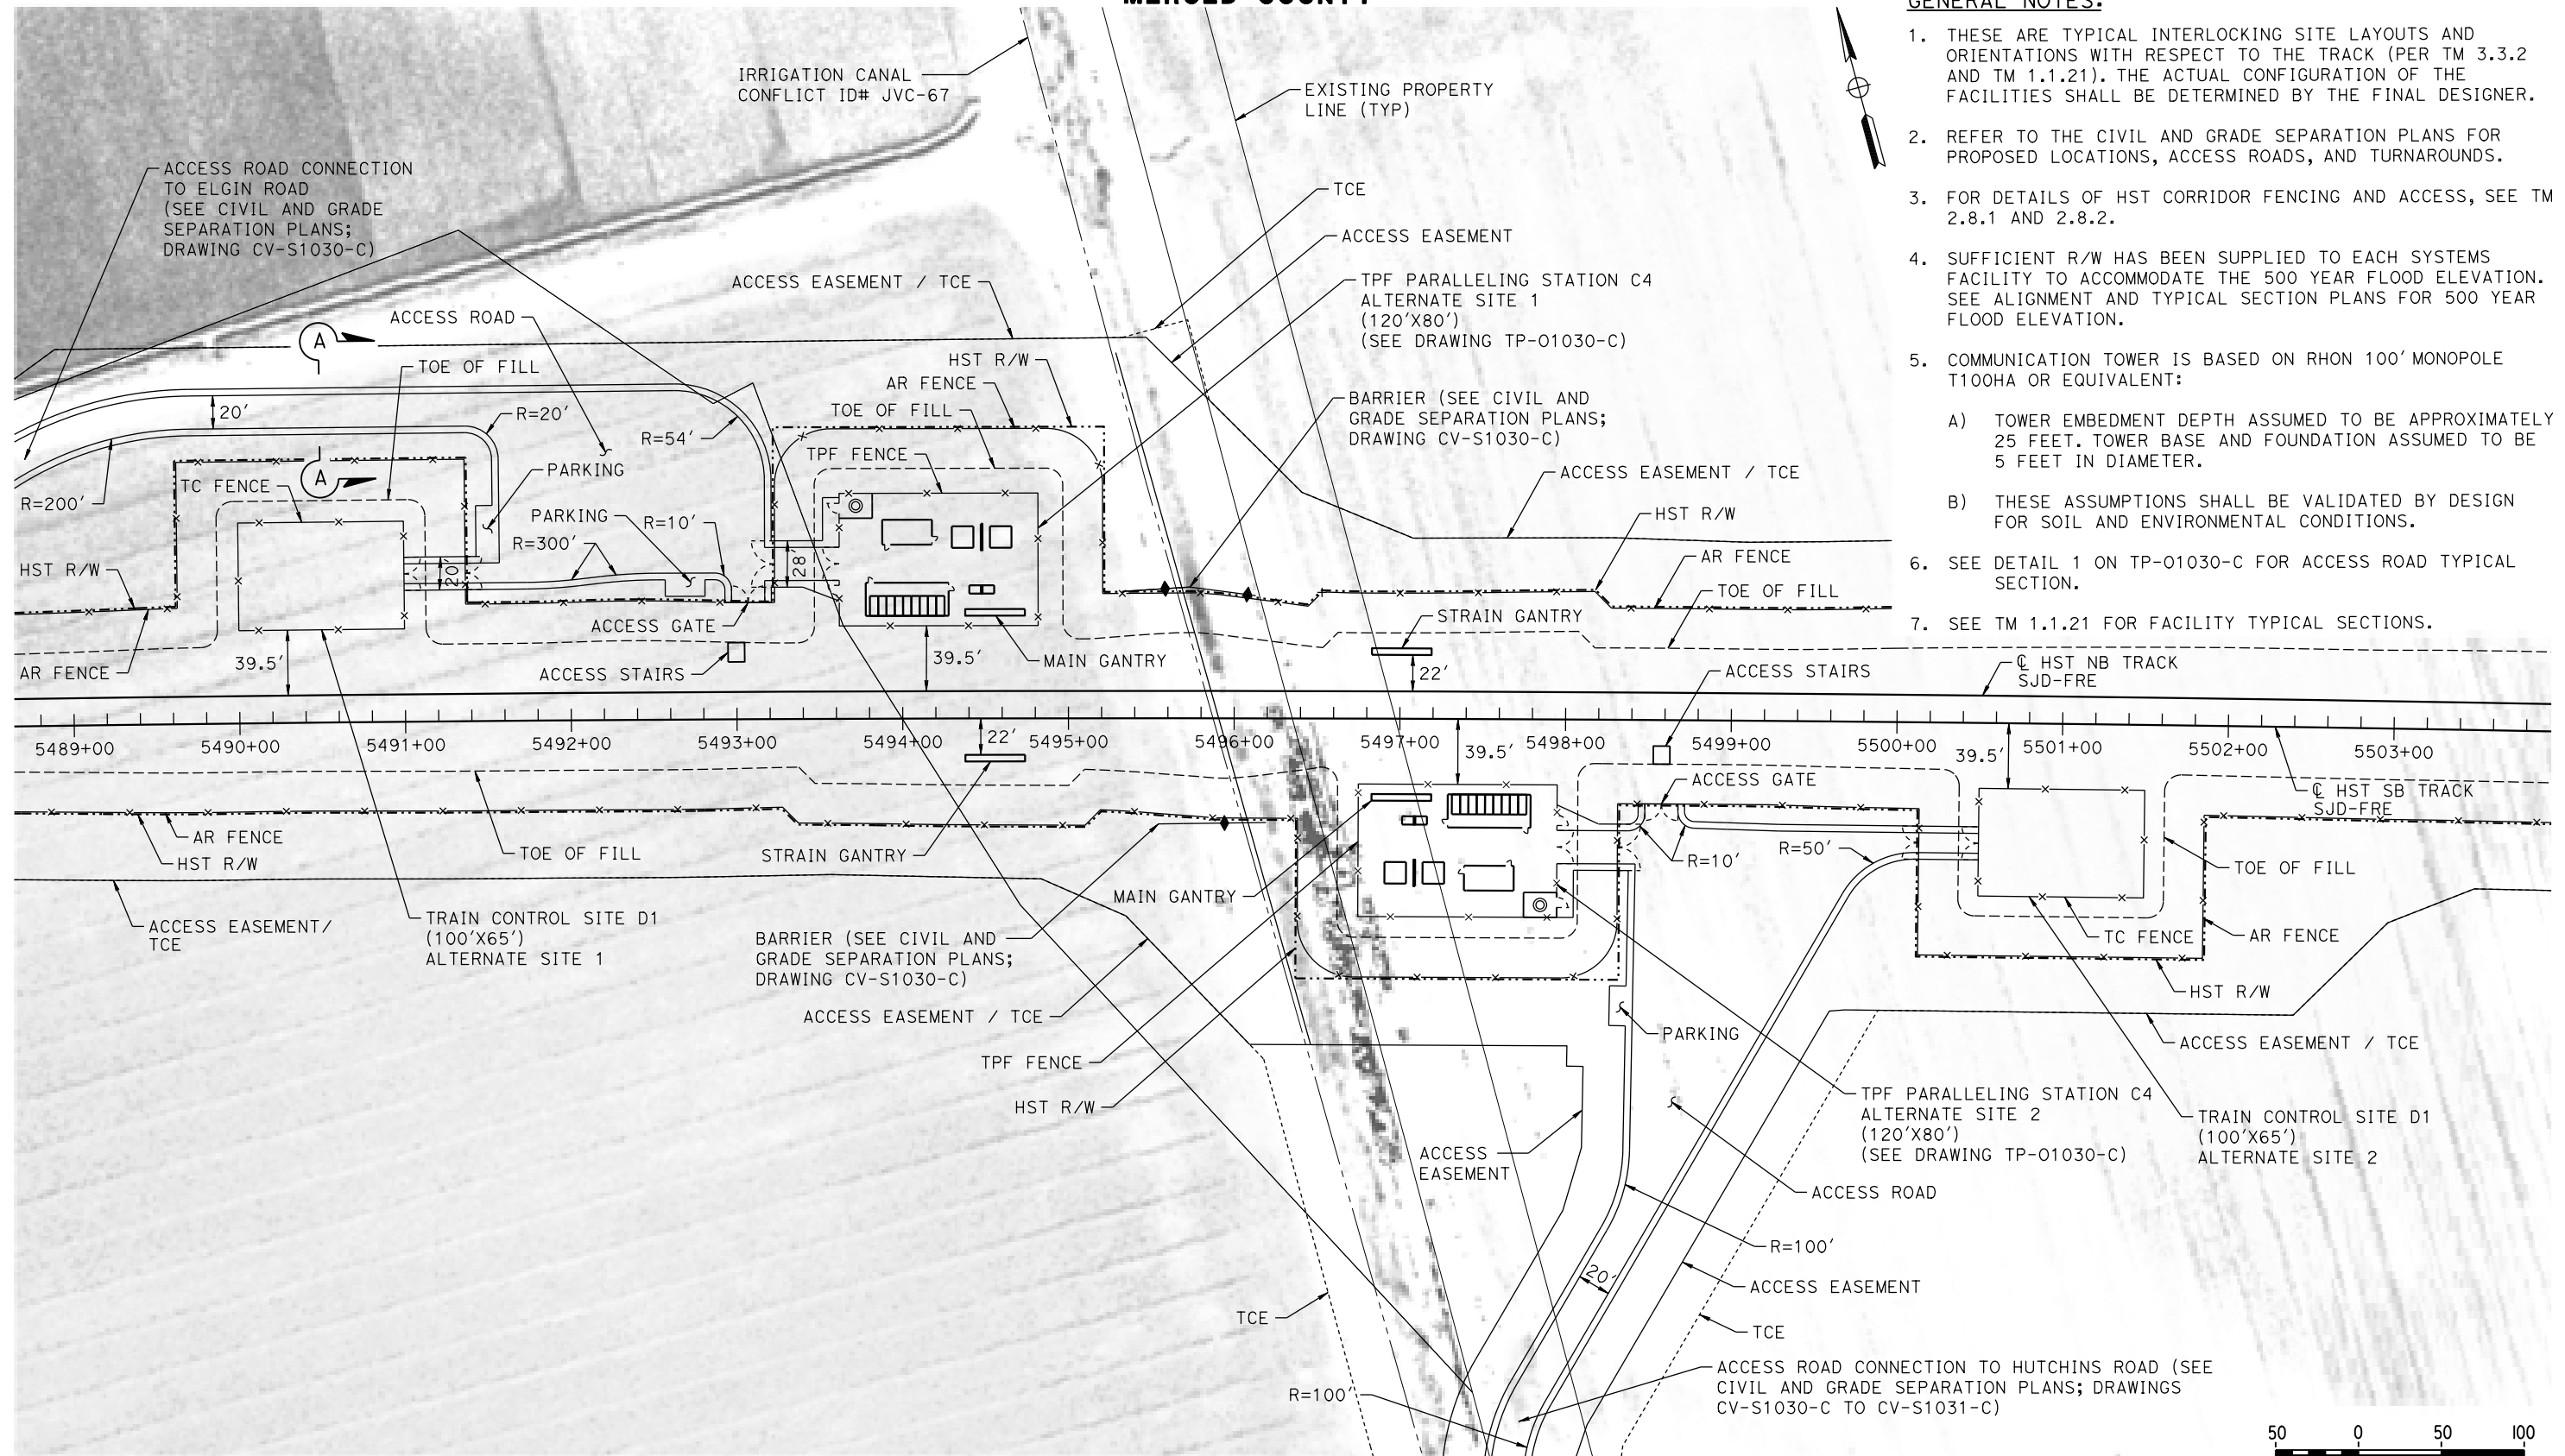 MERCED COUNTY
GENERAL NOTES:
1. THESE ARE TYPICAL INTERLOCKING SITE LAYOUTS AND
ORIENTATIONS WITH RESPECT TO THE TRACK (PER TM 3.3.2
AND TM 1.1.21). THE ACTUAL CONFIGURATION OF THE
FACILITIES SHALL BE DETERMINED BY THE FINAL DESIGNER.
2. REFER TO THE CIVIL AND GRADE SEPARATION PLANS FOR
PROPOSED LOCATIONS, ACCESS ROADS, AND TURNAROUNDS.
3. FOR DETAILS OF HST CORRIDOR FENCING AND ACCESS, SEE TM
2.8.1 AND 2.8.2.
4. SUFFICIENT R/W HAS BEEN SUPPLIED TO EACH SYSTEMS
FACILITY TO ACCOMMODATE THE 500 YEAR FLOOD ELEVATION.
SEE ALIGNMENT AND TYPICAL SECTION PLANS FOR 500 YEAR
FLOOD ELEVATION.
5. COMMUNICATION TOWER IS BASED ON RHON 100' MONOPOLE
T100HA OR EQUIVALENT:
A) TOWER EMBEDMENT DEPTH ASSUMED TO BE APPROXIMATELY
25 FEET. TOWER BASE AND FOUNDATION ASSUMED TO BE
5 FEET IN DIAMETER.
B) THESE ASSUMPTIONS SHALL BE VALIDATED BY DESIGN
FOR SOIL AND ENVIRONMENTAL CONDITIONS.
6. SEE DETAIL 1 ON TP-O1030-C FOR ACCESS ROAD TYPICAL
SECTION.
7. SEE TM 1.1.21 FOR FACILITY TYPICAL SECTIONS.
IRRIGATION CANAL
CONFLICT ID# JVC-67
EXISTING PROPERTY
LINE (TYP)
ACCESS ROAD CONNECTION
TO ELGIN ROAD
(SEE CIVIL AND GRADE
SEPARATION PLANS;
DRAWING CV-S1030-C)
TCE
ACCESS EASEMENT
ACCESS EASEMENT / TCE
TPF PARALLELING STATION C4
ALTERNATE SITE 1
(120'X80')
(SEE DRAWING TP-O1030-C)
ACCESS ROAD
A
TOE OF FILL
HST R/W
AR FENCE
TOE OF FILL
BARRIER (SEE CIVIL AND
GRADE SEPARATION PLANS;
DRAWING CV-S1030-C)
20'
R=20'
R=54'
TPF FENCE
PARKING
A
TC FENCE
R=200'
ACCESS EASEMENT / TCE
PARKING
R=10'
R=300'
HST R/W
AR FENCE
HST R/W
20'
28'
TOE OF FILL
ACCESS GATE
STRAIN GANTRY
AR FENCE
39.5'
ACCESS STAIRS
39.5'
MAIN GANTRY
22'
ACCESS STAIRS
℄ HST NB TRACK
SJD-FRE
5489+00
5490+00
5491+00
5492+00
5493+00
5494+00
22'
5495+00
5496+00
5497+00
39.5'
5498+00
5499+00
5500+00
39.5'
5501+00
5502+00
5503+00
ACCESS GATE
℄ HST SB TRACK
SJD-FRE
AR FENCE
HST R/W
TOE OF FILL
STRAIN GANTRY
R=10'
R=50'
TOE OF FILL
MAIN GANTRY
ACCESS EASEMENT/
TCE
TRAIN CONTROL SITE D1
(100'X65')
ALTERNATE SITE 1
BARRIER (SEE CIVIL AND
GRADE SEPARATION PLANS;
DRAWING CV-S1030-C)
TC FENCE
AR FENCE
HST R/W
ACCESS EASEMENT / TCE
PARKING
ACCESS EASEMENT / TCE
TPF FENCE
HST R/W
TPF PARALLELING STATION C4
ALTERNATE SITE 2
(120'X80')
(SEE DRAWING TP-O1030-C)
TRAIN CONTROL SITE D1
(100'X65')
ALTERNATE SITE 2
ACCESS
EASEMENT
ACCESS ROAD
R=100'
20'
ACCESS EASEMENT
TCE
TCE
R=100'
ACCESS ROAD CONNECTION TO HUTCHINS ROAD (SEE
CIVIL AND GRADE SEPARATION PLANS; DRAWINGS
CV-S1030-C TO CV-S1031-C)
50 0 50 100